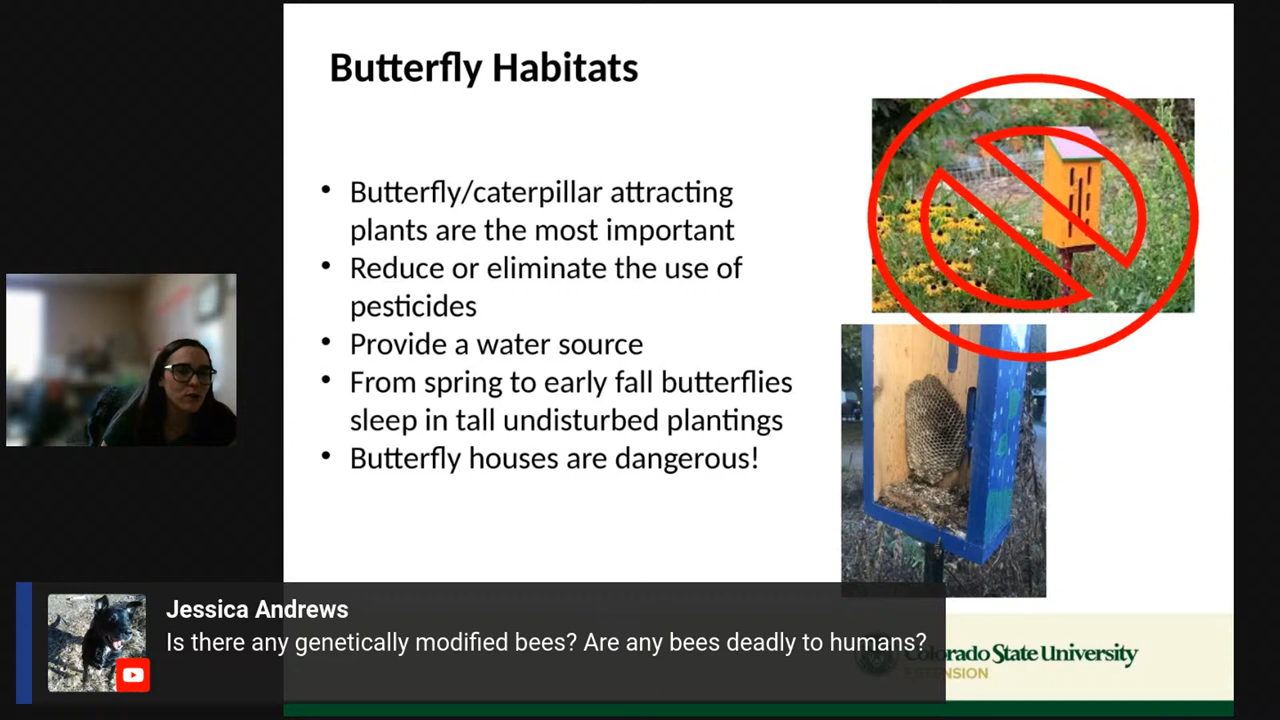 Butterfly Habitats
• Butterfly/caterpillar attracting
plants are the most important
• Reduce or eliminate the use of
pesticides
• Provide a water source
• From spring to early fall butterflies
sleep in tall undisturbed plantings
• Butterfly houses are dangerous!
Jessica Andrews
Is there any genetically modified bees? Are any bees deadly to humans?
Colorado State University
EXTENSION